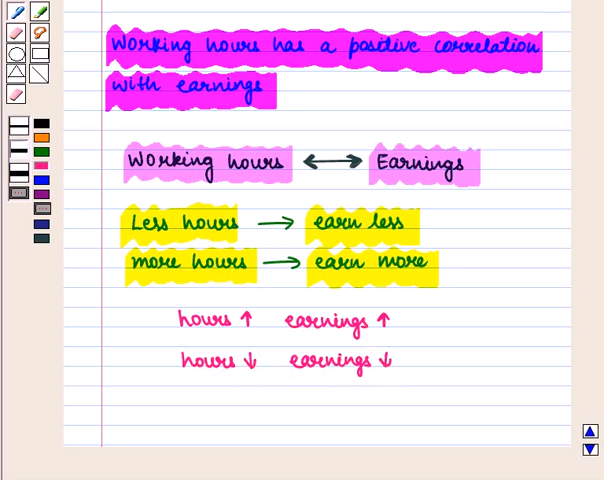 Working hours has a positive correlation
with earnings
Working hours ↔ Earnings
Less hours → earn less
more hours → earn more
hours ↑ earnings ↑
hours ↓ earnings ↓